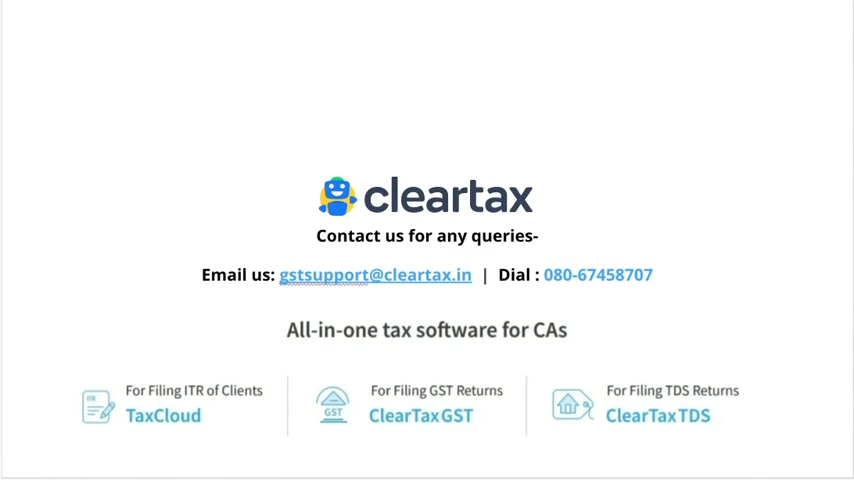 cleartax
Contact us for any queries-
Email us: gstsupport@cleartax.in | Dial : 080-67458707
All-in-one tax software for CAs
ITR
For Filing ITR of Clients
TaxCloud
GST
For Filing GST Returns
ClearTax GST
For Filing TDS Returns
ClearTax TDS